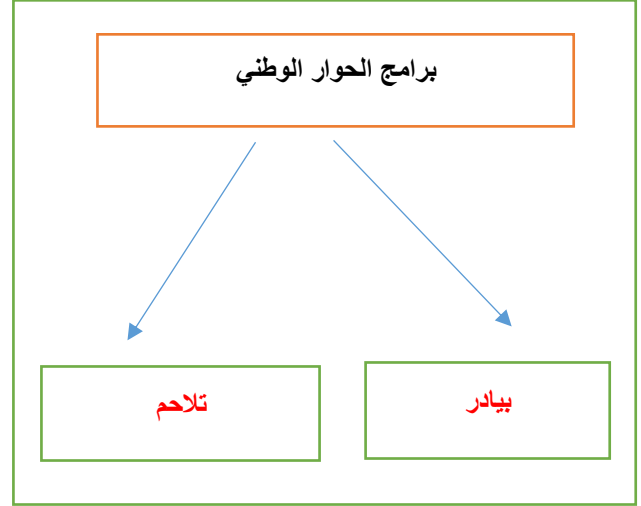 برامج الحوار الوطني
بيادر
تلاحم